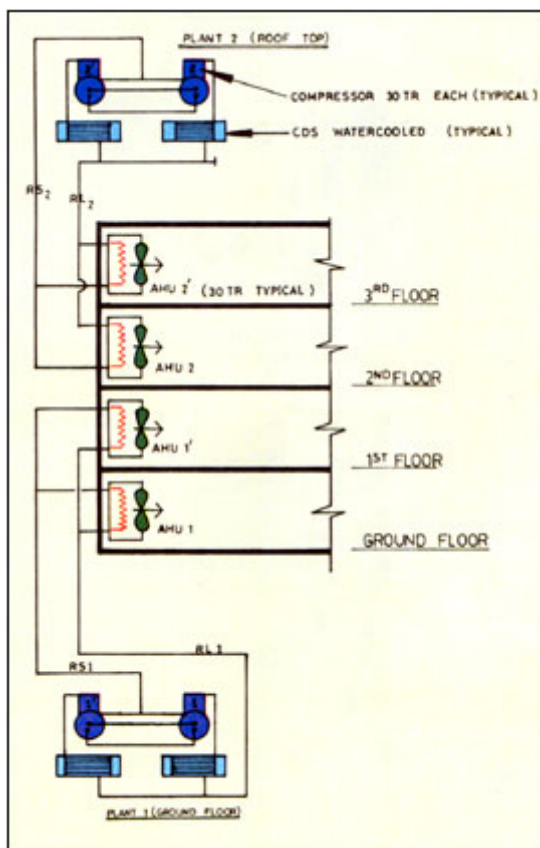 PLANT 2 (ROOF TOP)
COMPRESSOR 30 TR EACH (TYPICAL)
CDS WATERCOOLED (TYPICAL)
RS2
RL2
AHU 2' (30 TR TYPICAL)
3RD FLOOR
AHU 2
2ND FLOOR
AHU 1'
1ST FLOOR
AHU 1
GROUND FLOOR
RL 1
RS1
PLANT 1 (GROUND FLOOR)